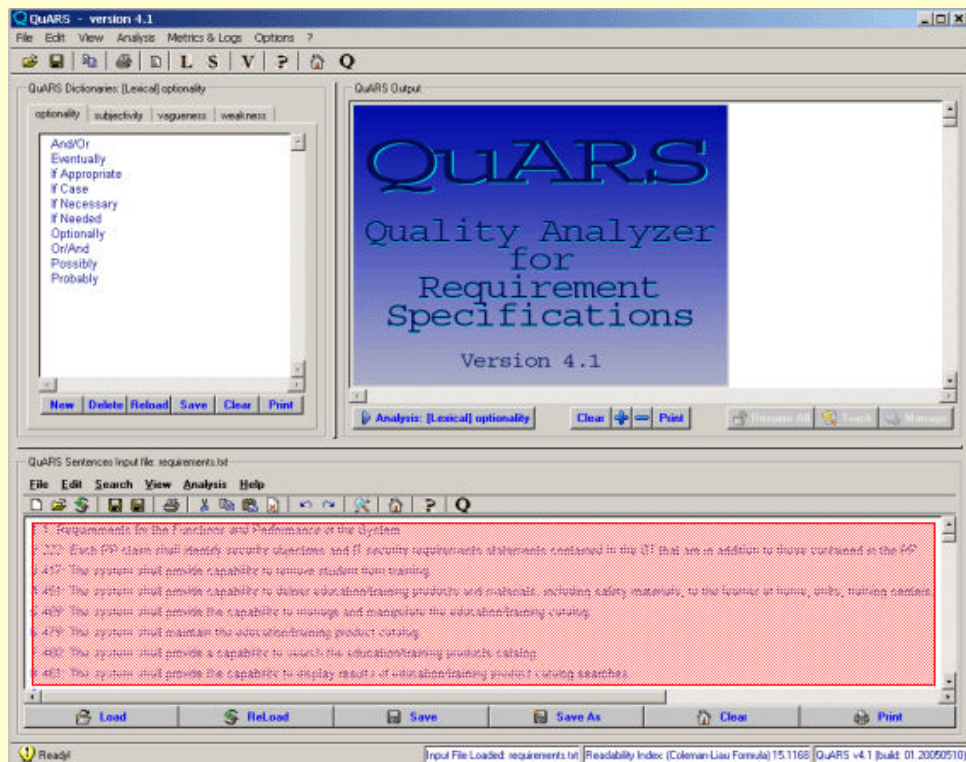 QuARS - version 4.1
File Edit View Analysis Metrics & Logs Options ?
L S V ? Q
QuARS Dictionaries: [Lexical] optionality
optionality subjectivity vagueness weakness
And/Or
Eventually
If Appropriate
If Case
If Necessary
If Needed
Optionally
Or/And
Possibly
Probably
New Delete Reload Save Clear Print
QuARS Output
QuARS
Quality Analyzer
for
Requirement
Specifications
Version 4.1
Analysis: [Lexical] optionality Clear Print Rename All Track Manage
QuARS Sentences Input file: requirements.txt
File Edit Search View Analysis Help
? Q
1. Requirements for the Functions and Performance of the System
222: Each PP claim shall identify security objectives and IT security requirements statements contained in the ST that are in addition to those contained in the PP
457: The system shall provide capability to remove student from training.
461: The system shall provide capability to deliver education/training products and materials, including safety materials, to the learner at home, units, training centers,
469: The system shall provide the capability to manage and manipulate the education/training catalog.
479: The system shall maintain the education/training product catalog.
480: The system shall provide a capability to search the education/training products catalog.
481: The system shall provide the capability to display results of education/training product catalog searches.
Load ReLoad Save Save As Clear Print
Ready! Input File Loaded: requirements.txt Readability Index (Coleman-Liau Formula) 15.1168 QuARS v4.1 (build: 01.20050510)